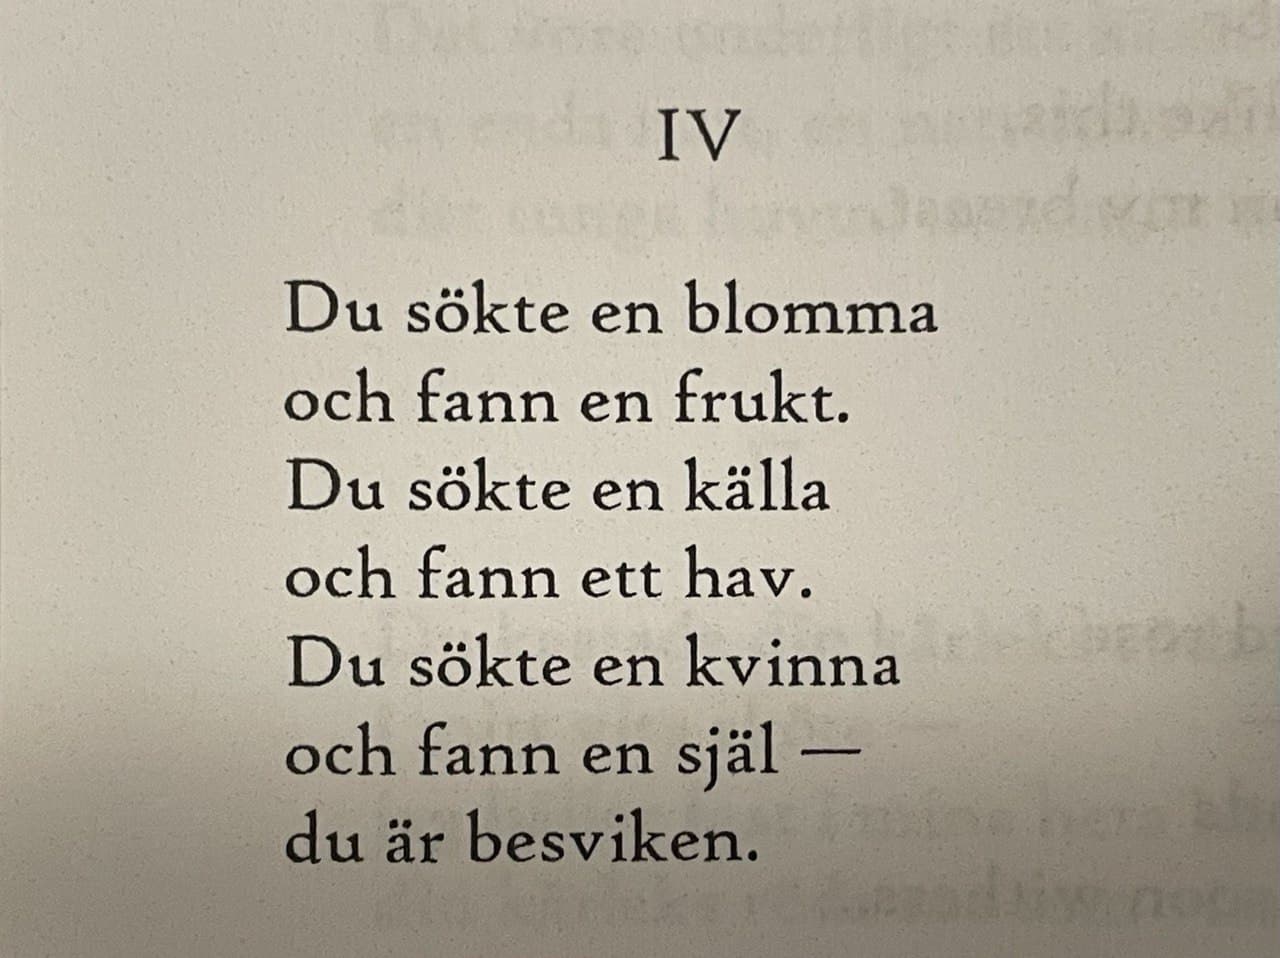 IV
Du sökte en blomma
och fann en frukt.
Du sökte en källa
och fann ett hav.
Du sökte en kvinna
och fann en själ —
du är besviken.